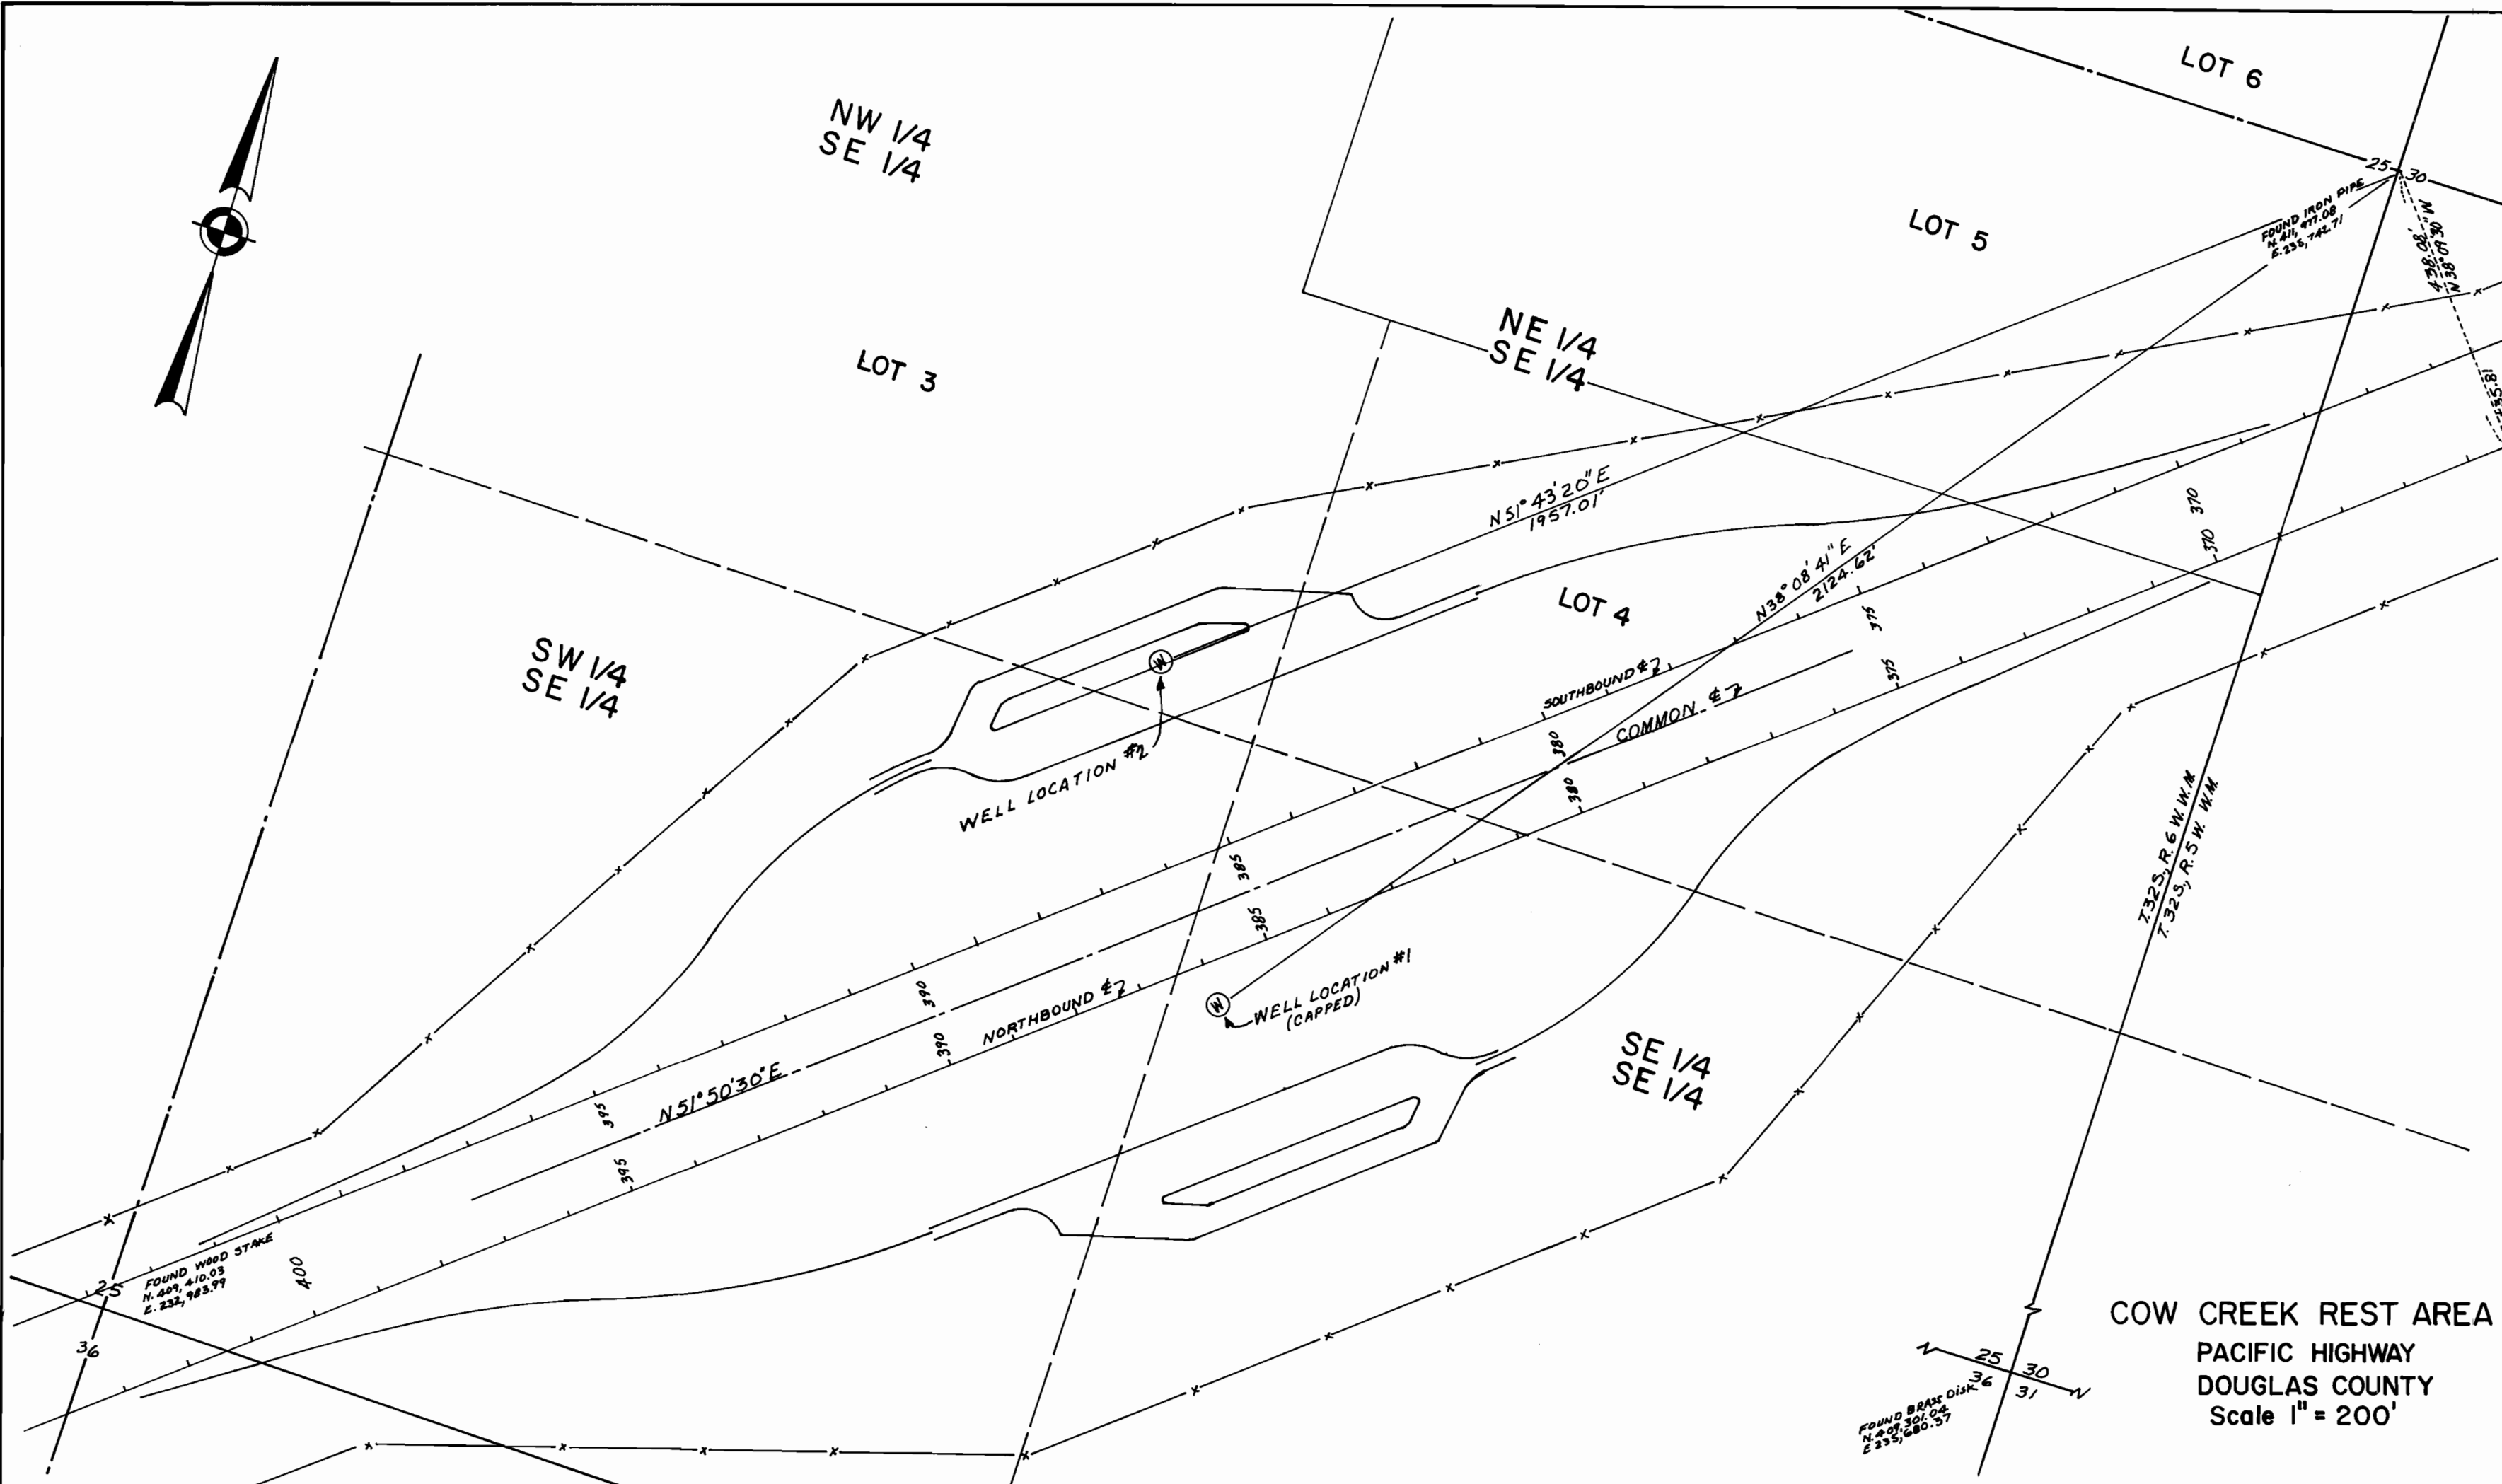 LOT 6
NW 1/4
SE 1/4
25
30
FOUND IRON PIPE
N. 411, 977.08
E. 235, 742.71
438.08'
N38°09'30"W
LOT 5
NE 1/4
SE 1/4
LOT 3
435.81
N 51° 43' 20" E
1957.01'
370
370
N38° 08' 41" E
2124.62'
LOT 4
375
375
SW 1/4
SE 1/4
W
WELL LOCATION #2
SOUTHBOUND ℄
COMMON ℄
380
380
T. 32 S., R. 6 W. W.M.
T. 32 S., R. 5 W. W.M.
385
385
390
390
NORTHBOUND ℄
W
WELL LOCATION #1
(CAPPED)
N 51° 50' 30" E
395
395
SE 1/4
SE 1/4
FOUND WOOD STAKE
N. 409, 410.03
E. 232, 983.99
400
25
36
25
30
36
31
FOUND BRASS DISK
N. 409, 301.04
E 235, 680.37
COW CREEK REST AREA
PACIFIC HIGHWAY
DOUGLAS COUNTY
Scale 1" = 200'